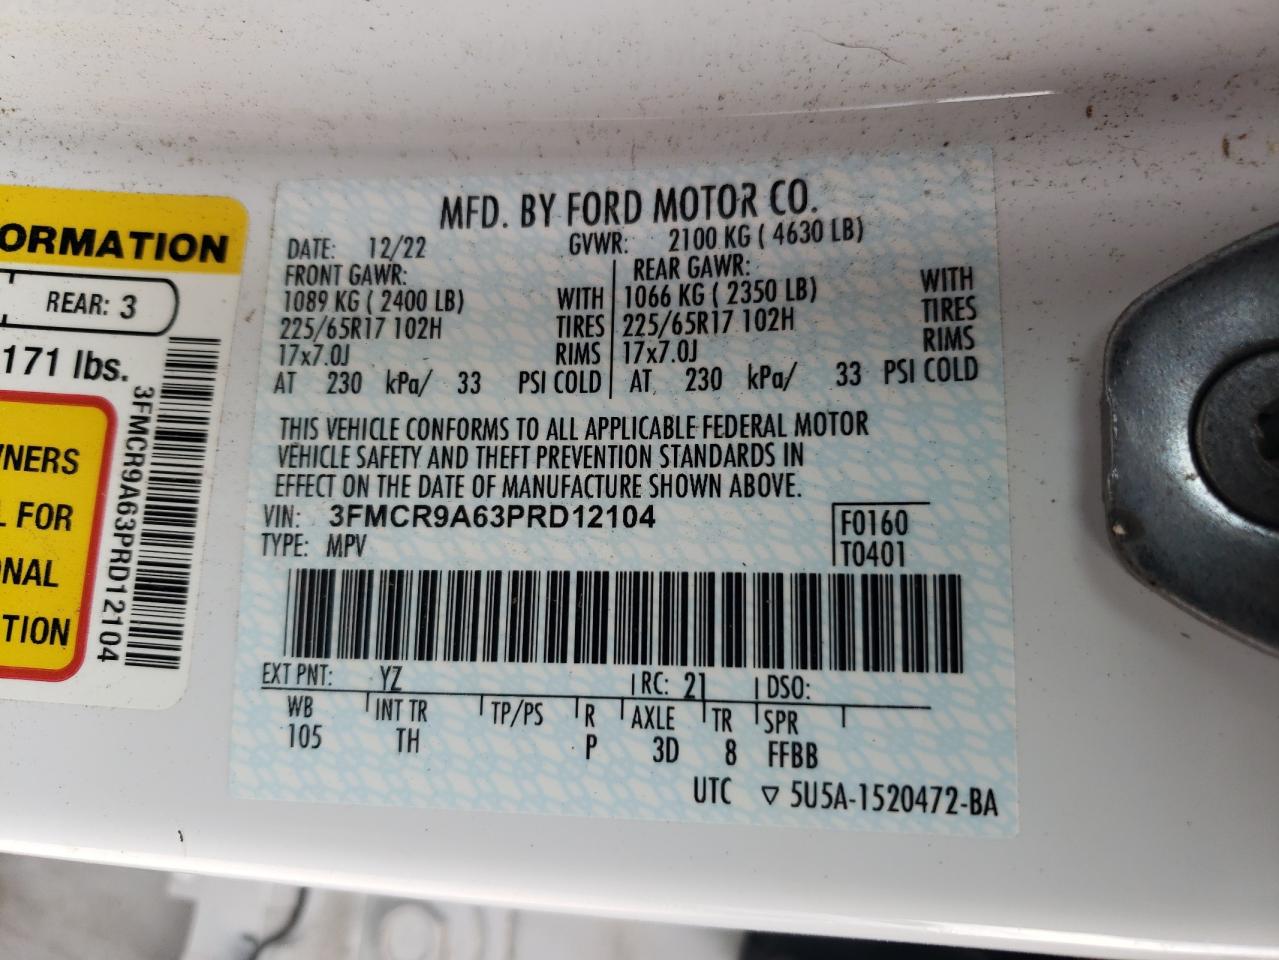 ORMATION
REAR: 3
171 lbs.
3FMCR9A63PRD12104
NERS
L FOR
NAL
TION
MFD. BY FORD MOTOR CO.
DATE: 12/22 GVWR: 2100 KG ( 4630 LB)
FRONT GAWR: REAR GAWR:
1089 KG ( 2400 LB) WITH 1066 KG ( 2350 LB) WITH
225/65R17 102H TIRES 225/65R17 102H TIRES
17x7.0J RIMS 17x7.0J RIMS
AT 230 kPa/ 33 PSI COLD AT 230 kPa/ 33 PSI COLD
THIS VEHICLE CONFORMS TO ALL APPLICABLE FEDERAL MOTOR
VEHICLE SAFETY AND THEFT PREVENTION STANDARDS IN
EFFECT ON THE DATE OF MANUFACTURE SHOWN ABOVE.
VIN: 3FMCR9A63PRD12104 F0160
TYPE: MPV T0401
EXT PNT: YZ RC: 21 DSO:
WB INT TR TP/PS R AXLE TR SPR
105 TH P 3D 8 FFBB
UTC ▽ 5U5A-1520472-BA